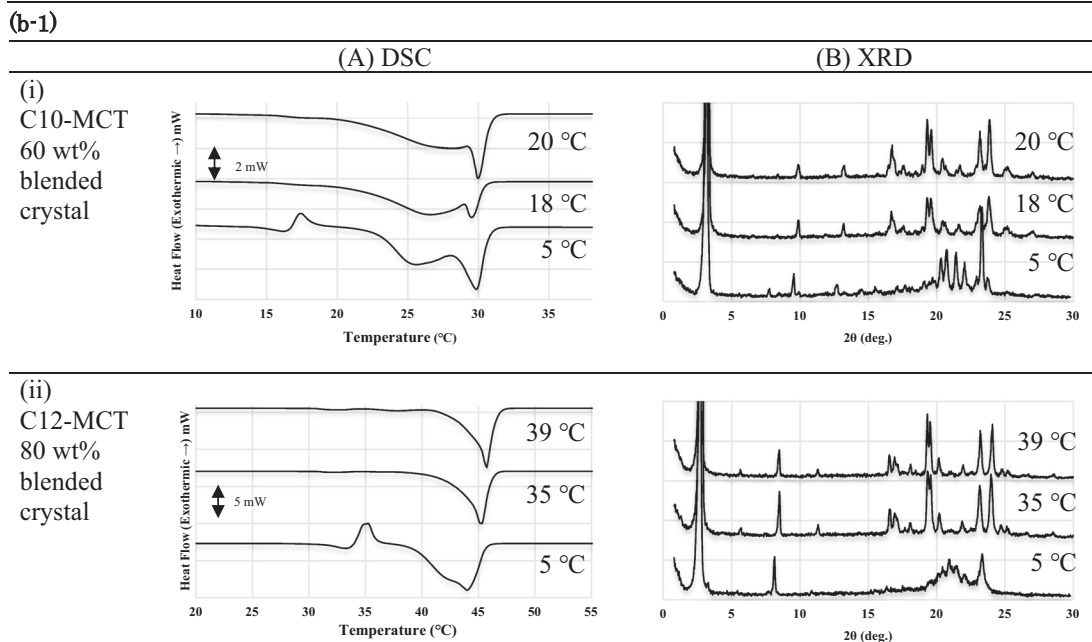 (b-1)
(A) DSC
(B) XRD
(i)
C10-MCT
60 wt%
blended
crystal
Heat Flow (Exothermic →) mW
2 mW
20 °C
18 °C
5 °C
10 15 20 25 30 35
Temperature (°C)
20 °C
18 °C
5 °C
0 5 10 15 20 25 30
2θ (deg.)
(ii)
C12-MCT
80 wt%
blended
crystal
Heat Flow (Exothermic →) mW
5 mW
39 °C
35 °C
5 °C
20 25 30 35 40 45 50 55
Temperature (°C)
39 °C
35 °C
5 °C
0 5 10 15 20 25 30
2θ (deg.)